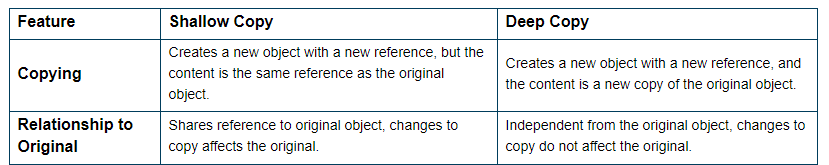 Feature
Shallow Copy
Deep Copy
Copying
Creates a new object with a new reference, but the
content is the same reference as the original
object.
Creates a new object with a new reference, and
the content is a new copy of the original object.
Relationship to
Original
Shares reference to original object, changes to
copy affects the original.
Independent from the original object, changes to
copy do not affect the original.